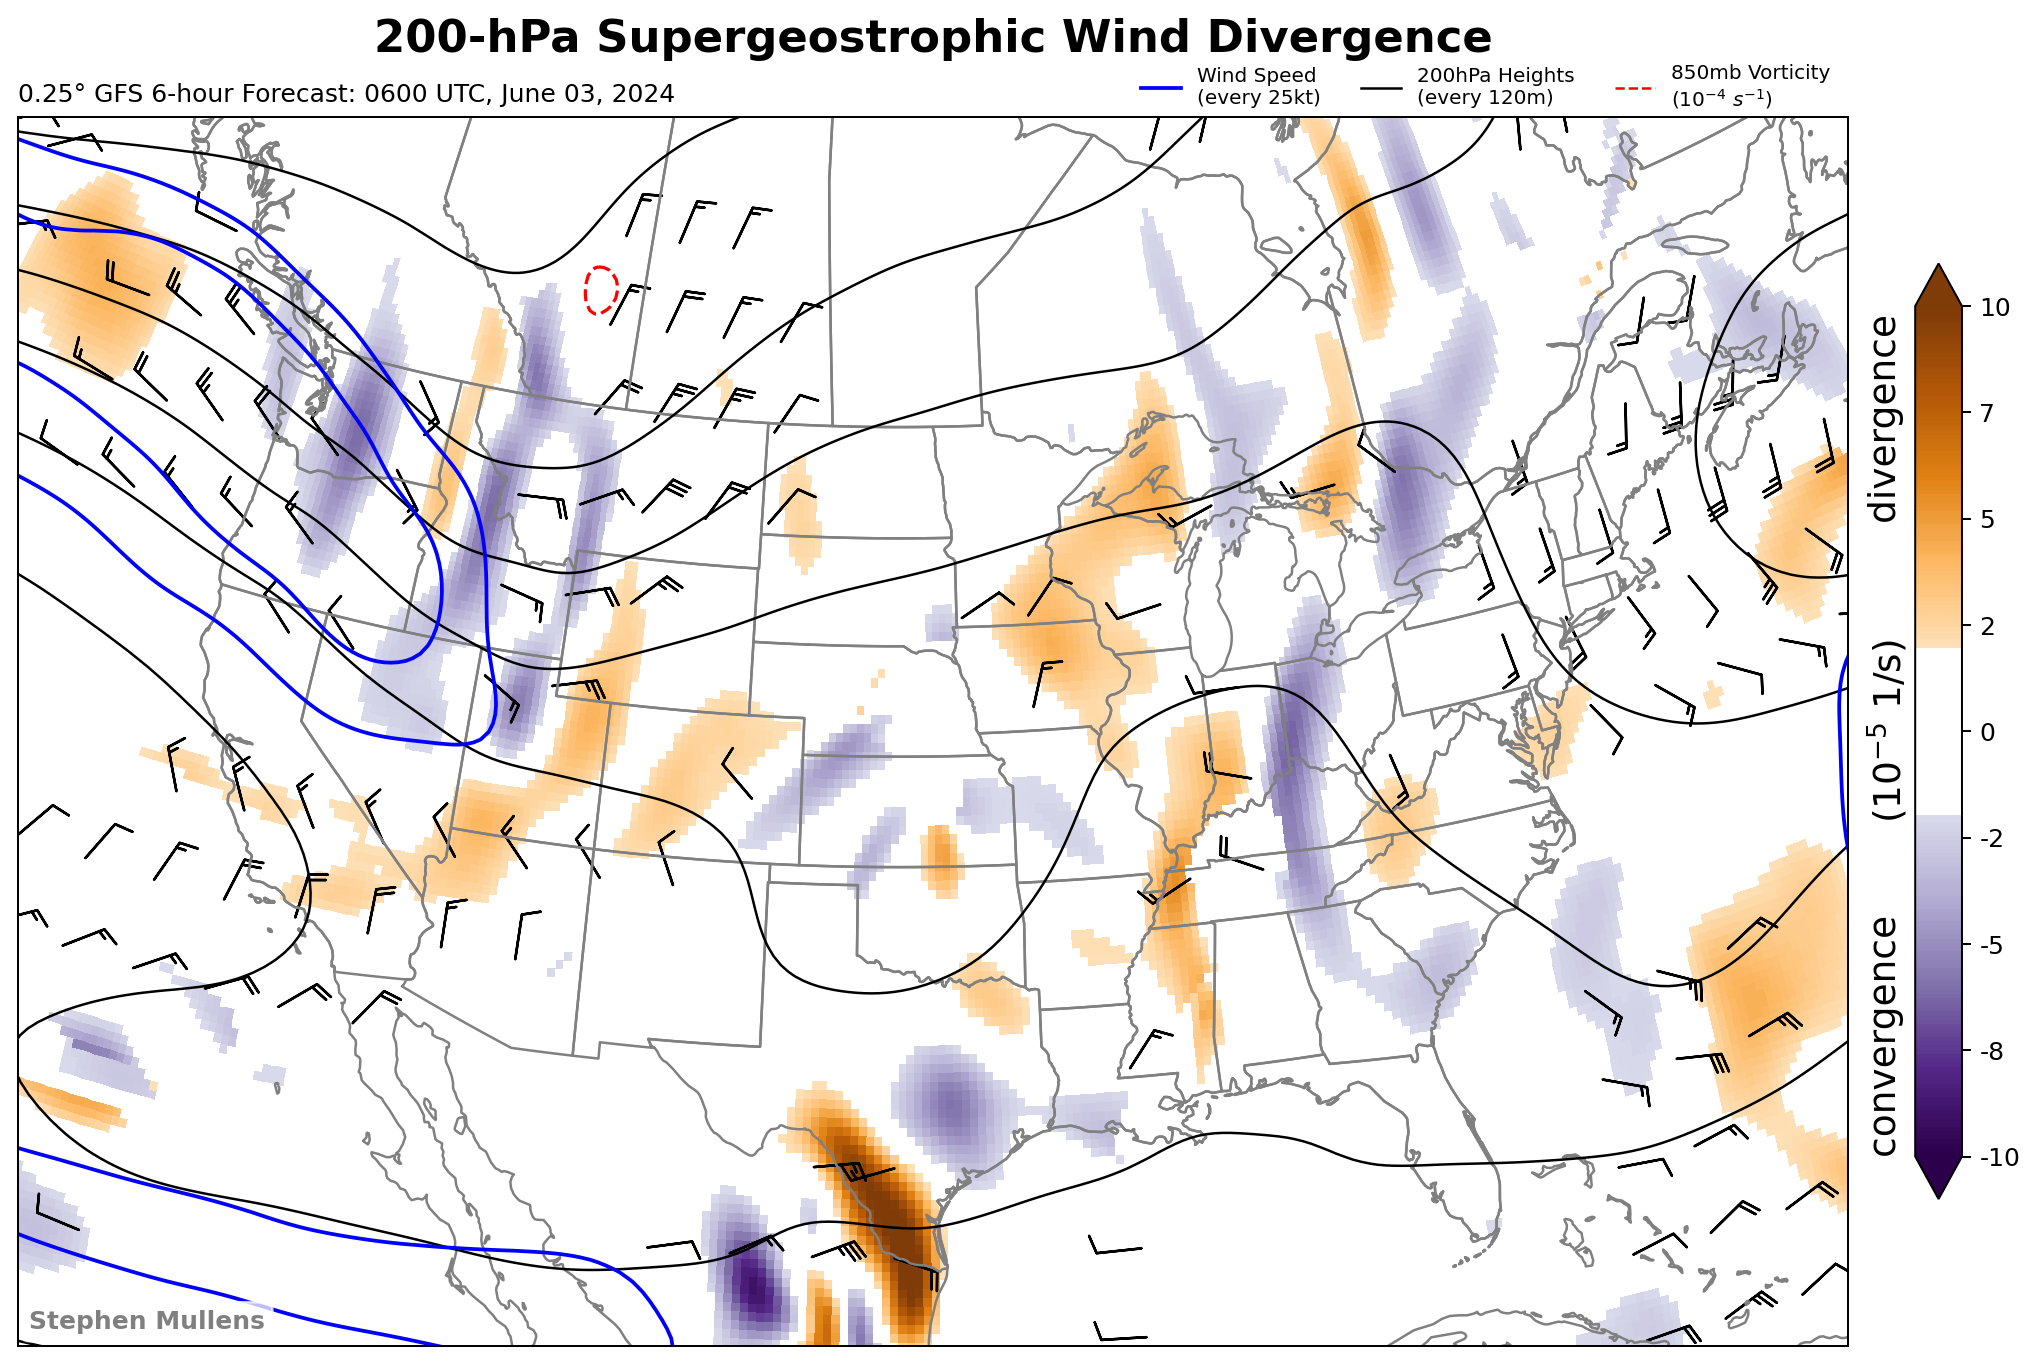 200-hPa Supergeostrophic Wind Divergence
0.25° GFS 6-hour Forecast: 0600 UTC, June 03, 2024
Wind Speed
(every 25kt)
200hPa Heights
(every 120m)
850mb Vorticity
(10⁻⁴ s⁻¹)
10
7
5
2
0
-2
-5
-8
-10
convergence (10⁻⁵ 1/s) divergence
Stephen Mullens